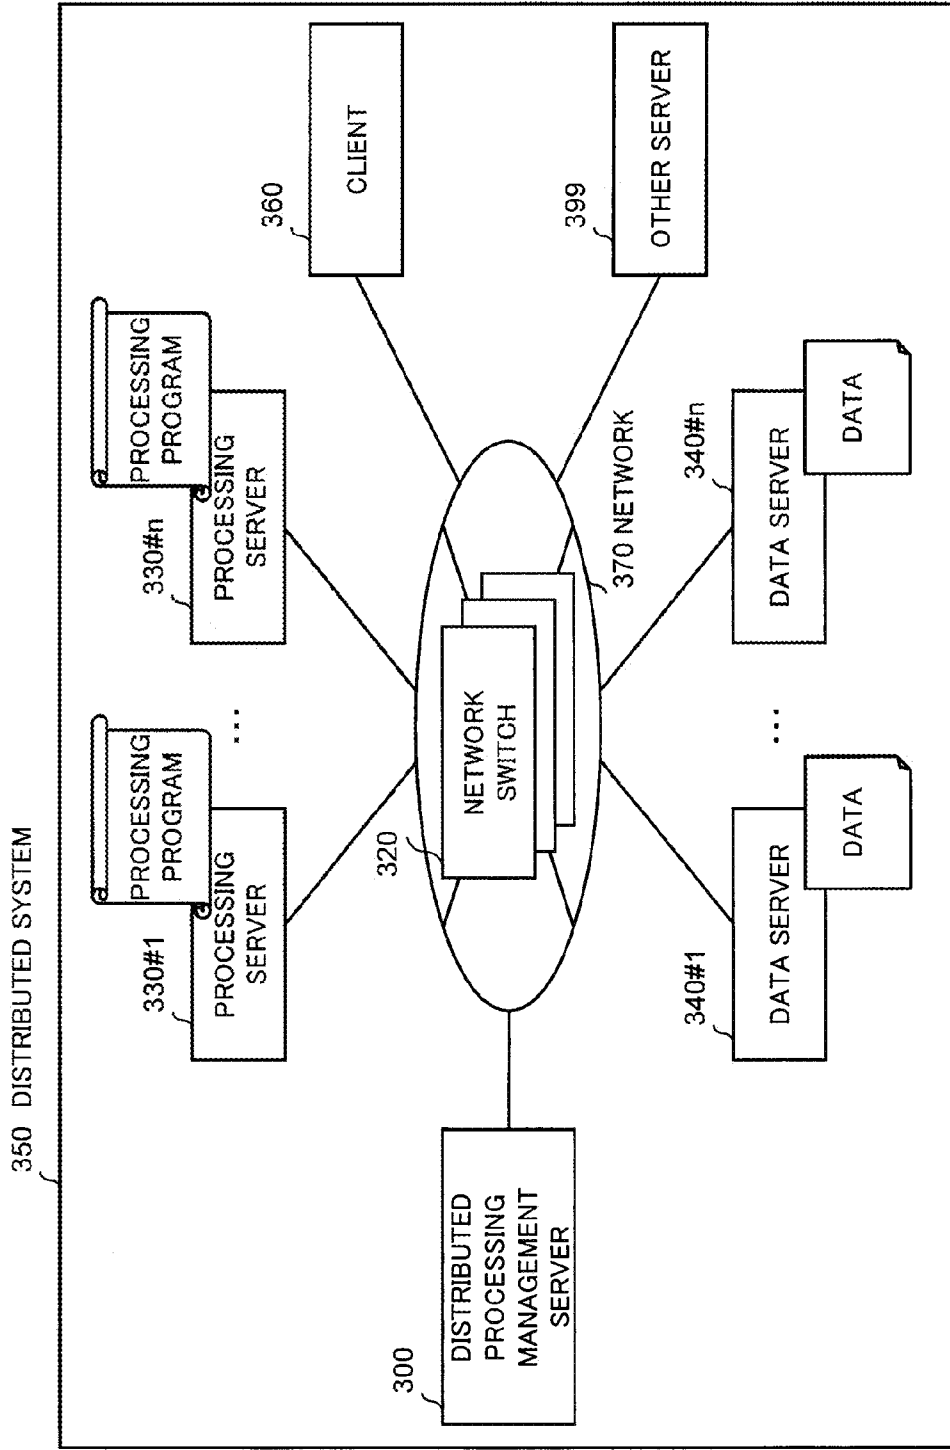 350 DISTRIBUTED SYSTEM
330#1
PROCESSING
PROGRAM
PROCESSING
SERVER
...
330#n
PROCESSING
PROGRAM
PROCESSING
SERVER
360
CLIENT
300
DISTRIBUTED
PROCESSING
MANAGEMENT
SERVER
320
NETWORK
SWITCH
370 NETWORK
399
OTHER SERVER
340#1
DATA SERVER
DATA
...
340#n
DATA SERVER
DATA